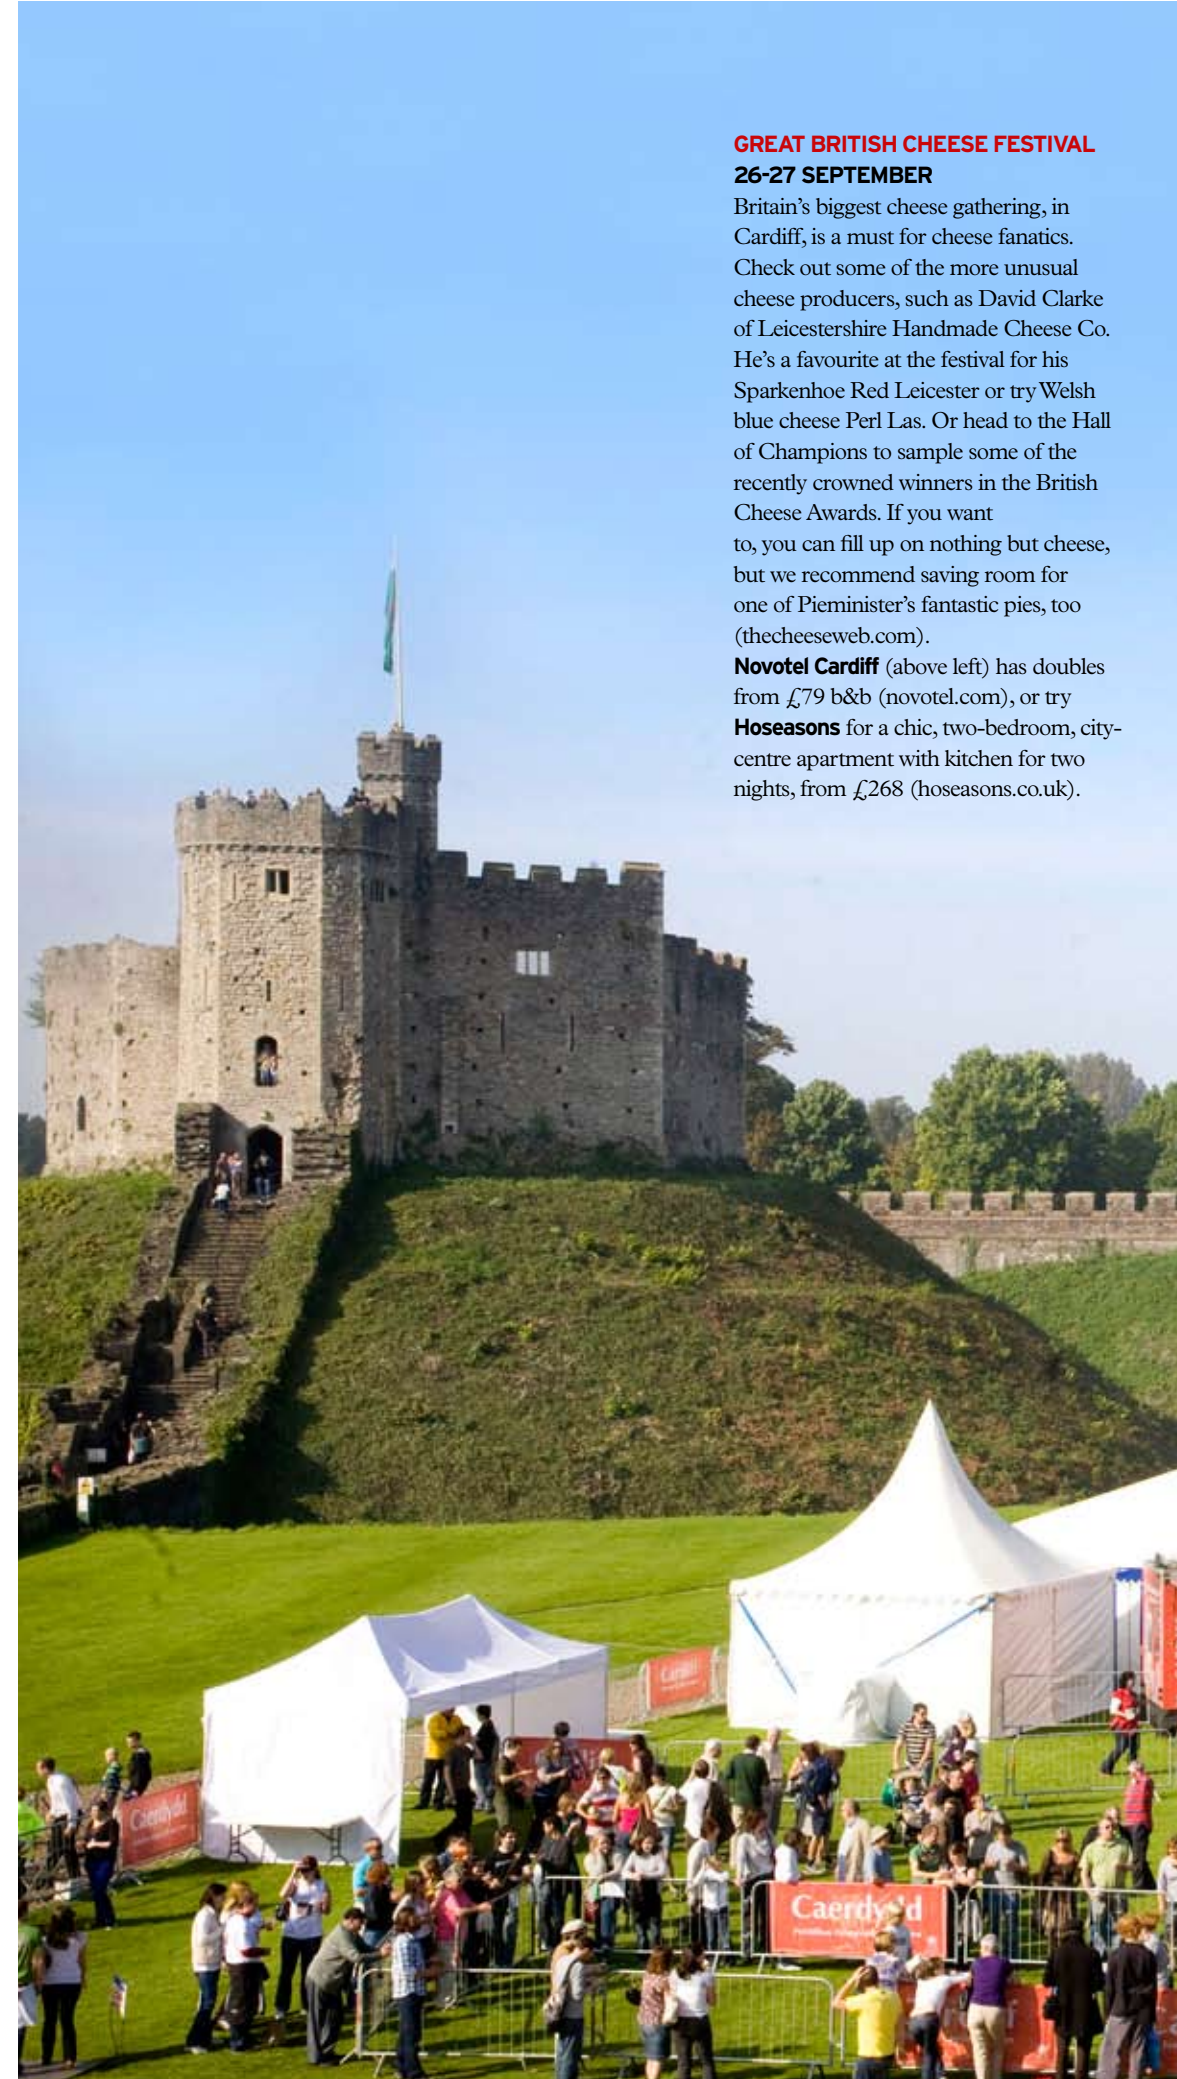 GREAT BRITISH CHEESE FESTIVAL
26-27 SEPTEMBER
Britain’s biggest cheese gathering, in
Cardiff, is a must for cheese fanatics.
Check out some of the more unusual
cheese producers, such as David Clarke
of Leicestershire Handmade Cheese Co.
He’s a favourite at the festival for his
Sparkenhoe Red Leicester or try Welsh
blue cheese Perl Las. Or head to the Hall
of Champions to sample some of the
recently crowned winners in the British
Cheese Awards. If you want
to, you can fill up on nothing but cheese,
but we recommend saving room for
one of Pieminister’s fantastic pies, too
(thecheeseweb.com).
Novotel Cardiff (above left) has doubles
from £79 b&b (novotel.com), or try
Hoseasons for a chic, two-bedroom, city-
centre apartment with kitchen for two
nights, from £268 (hoseasons.co.uk).
Cardiff
Caerdydd
Caerdydd